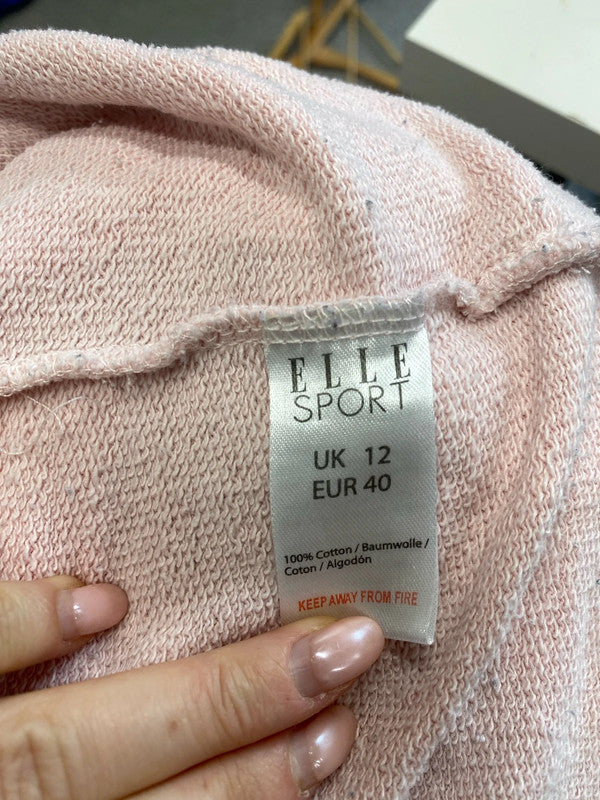 ELLE
SPORT
UK 12
EUR 40
100% Cotton / Baumwolle /
Coton / Algodón
KEEP AWAY FROM FIRE